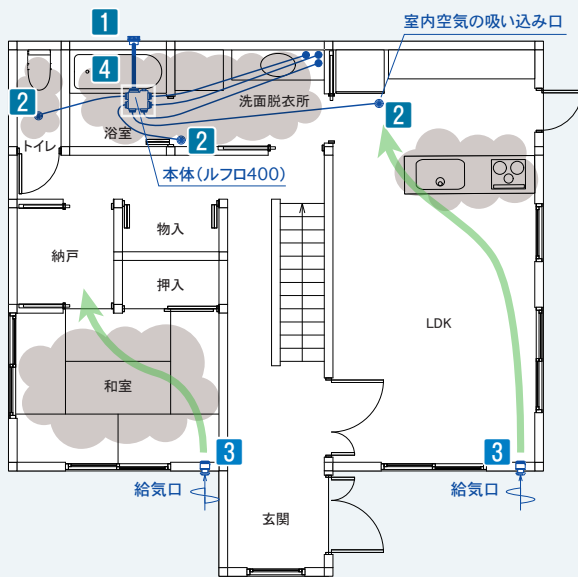 1
室内空気の吸い込み口
4
2
洗面脱衣所
2
浴室
2
トイレ
本体(ルフロ400)
物入
納戸
押入
LDK
和室
3
3
給気口
給気口
玄関